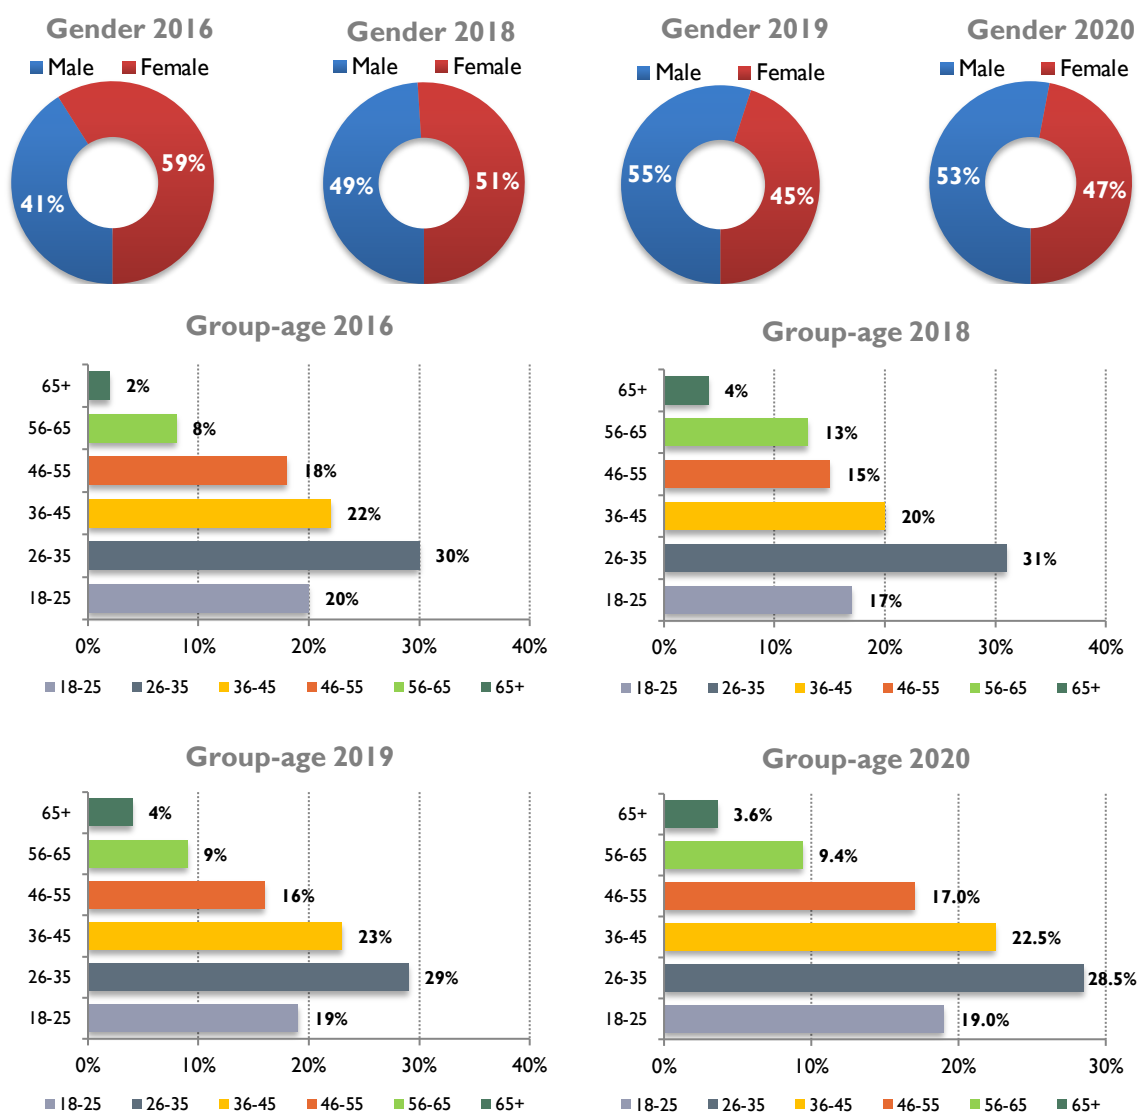 Gender 2016
Male Female
59%
41%
Gender 2018
Male Female
49%
51%
Gender 2019
Male Female
55%
45%
Gender 2020
Male Female
53%
47%
Group-age 2016
65+ 2%
56-65 8%
46-55 18%
36-45 22%
26-35 30%
18-25 20%
0% 10% 20% 30% 40%
18-25 26-35 36-45 46-55 56-65 65+
Group-age 2018
65+ 4%
56-65 13%
46-55 15%
36-45 20%
26-35 31%
18-25 17%
0% 10% 20% 30% 40%
18-25 26-35 36-45 46-55 56-65 65+
Group-age 2019
65+ 4%
56-65 9%
46-55 16%
36-45 23%
26-35 29%
18-25 19%
0% 10% 20% 30% 40%
18-25 26-35 36-45 46-55 56-65 65+
Group-age 2020
65+ 3.6%
56-65 9.4%
46-55 17.0%
36-45 22.5%
26-35 28.5%
18-25 19.0%
0% 10% 20% 30%
18-25 26-35 36-45 46-55 56-65 65+